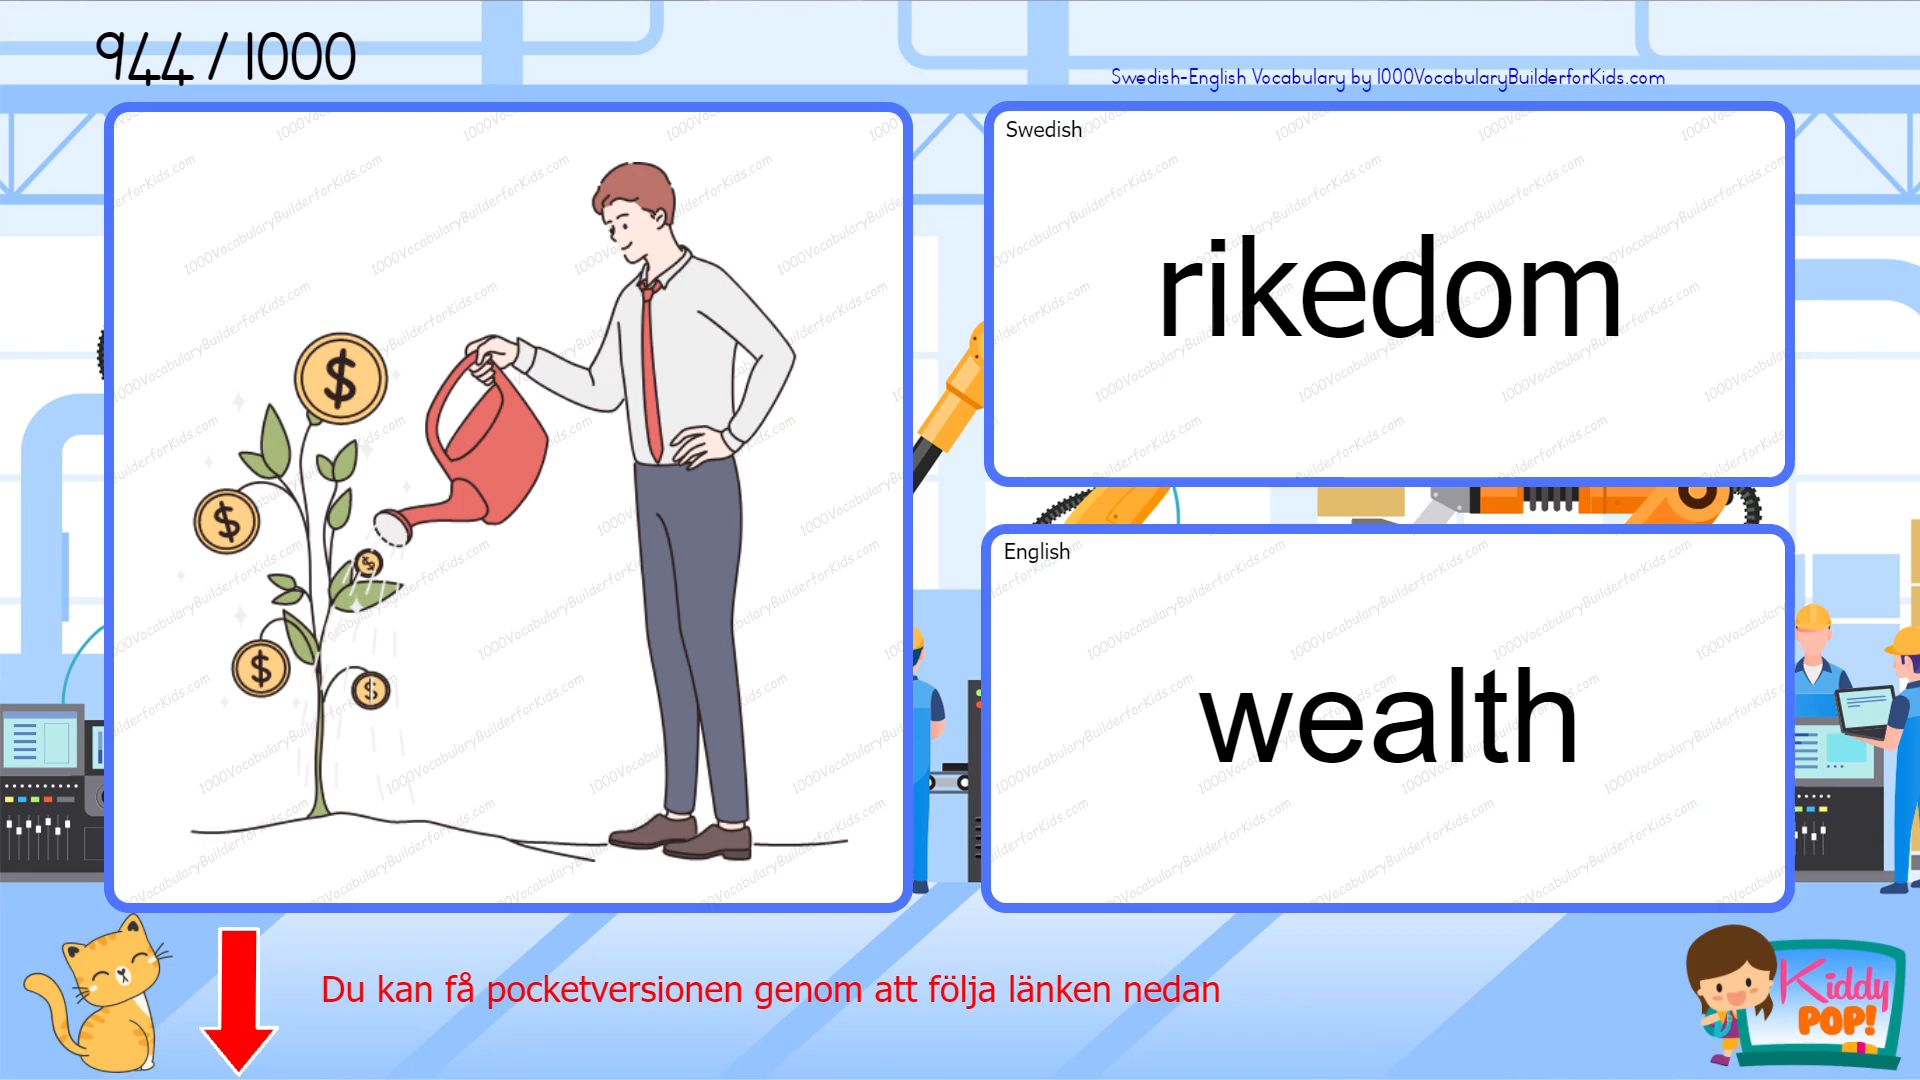 944 / 1000
Swedish-English Vocabulary by 1000VocabularyBuilderforKids.com
Swedish
rikedom
English
wealth
$
$
$
$
$
Du kan få pocketversionen genom att följa länken nedan
Kiddy
POP!